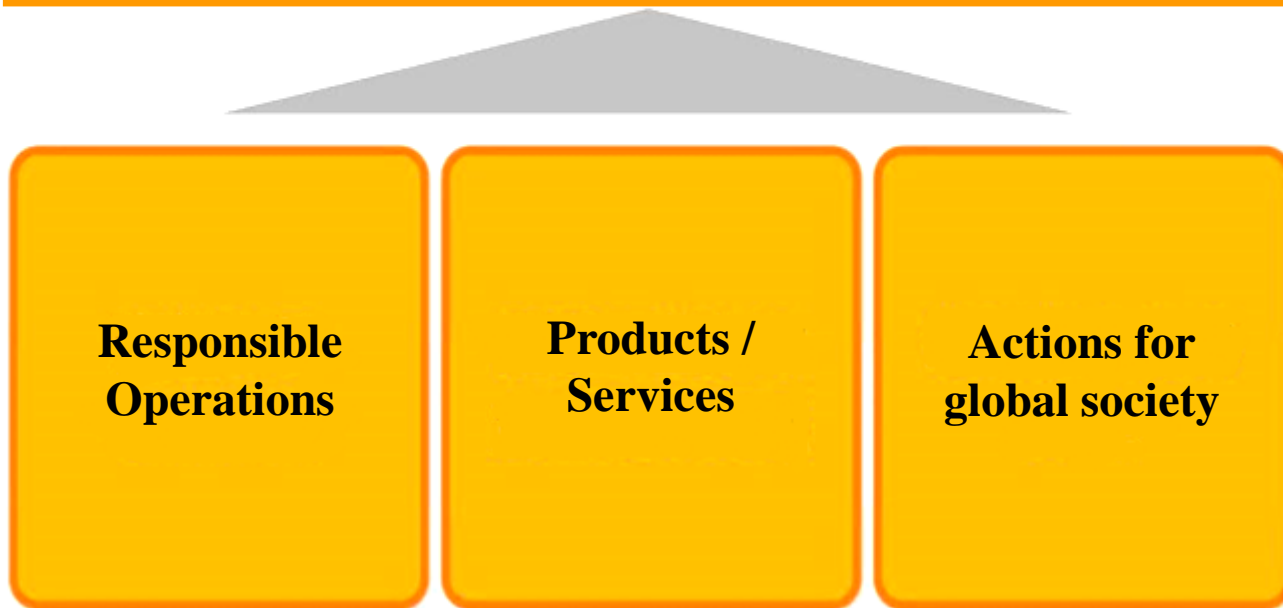 Responsible
Operations
Products /
Services
Actions for
global society